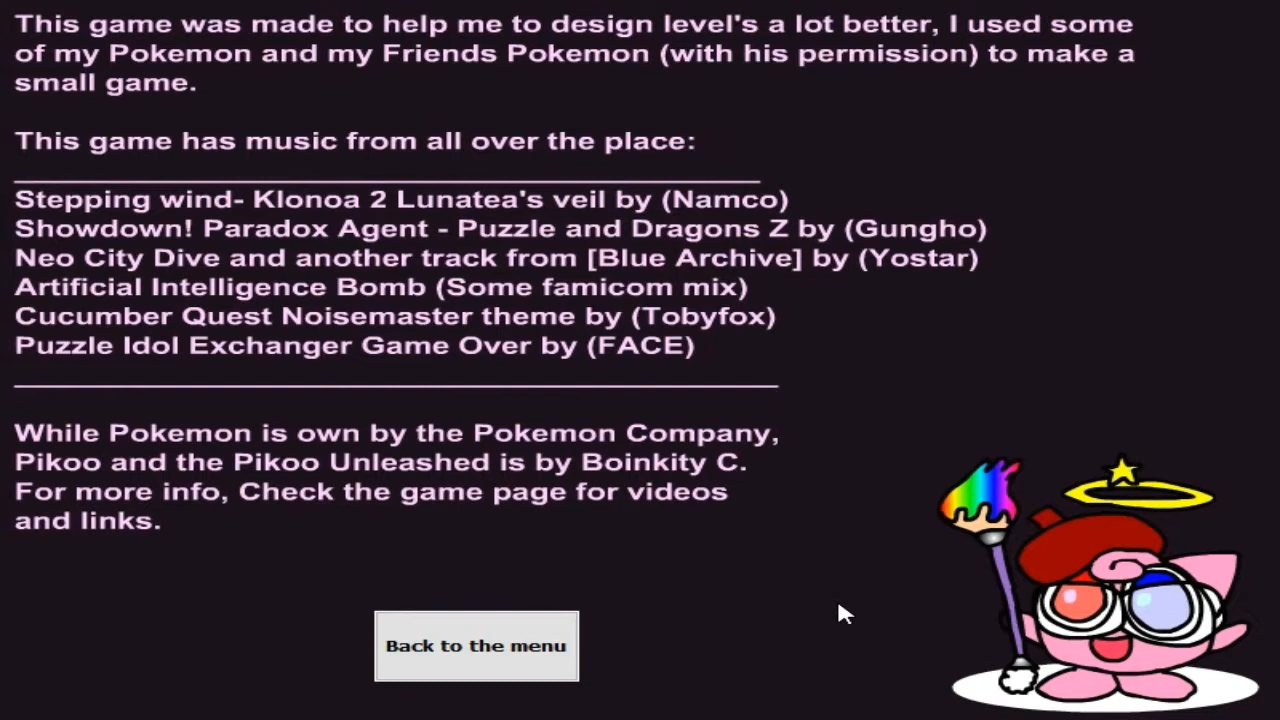 This game was made to help me to design level's a lot better, I used some
of my Pokemon and my Friends Pokemon (with his permission) to make a
small game.
This game has music from all over the place:
Stepping wind- Klonoa 2 Lunatea's veil by (Namco)
Showdown! Paradox Agent - Puzzle and Dragons Z by (Gungho)
Neo City Dive and another track from [Blue Archive] by (Yostar)
Artificial Intelligence Bomb (Some famicom mix)
Cucumber Quest Noisemaster theme by (Tobyfox)
Puzzle Idol Exchanger Game Over by (FACE)
While Pokemon is own by the Pokemon Company,
Pikoo and the Pikoo Unleashed is by Boinkity C.
For more info, Check the game page for videos
and links.
Back to the menu